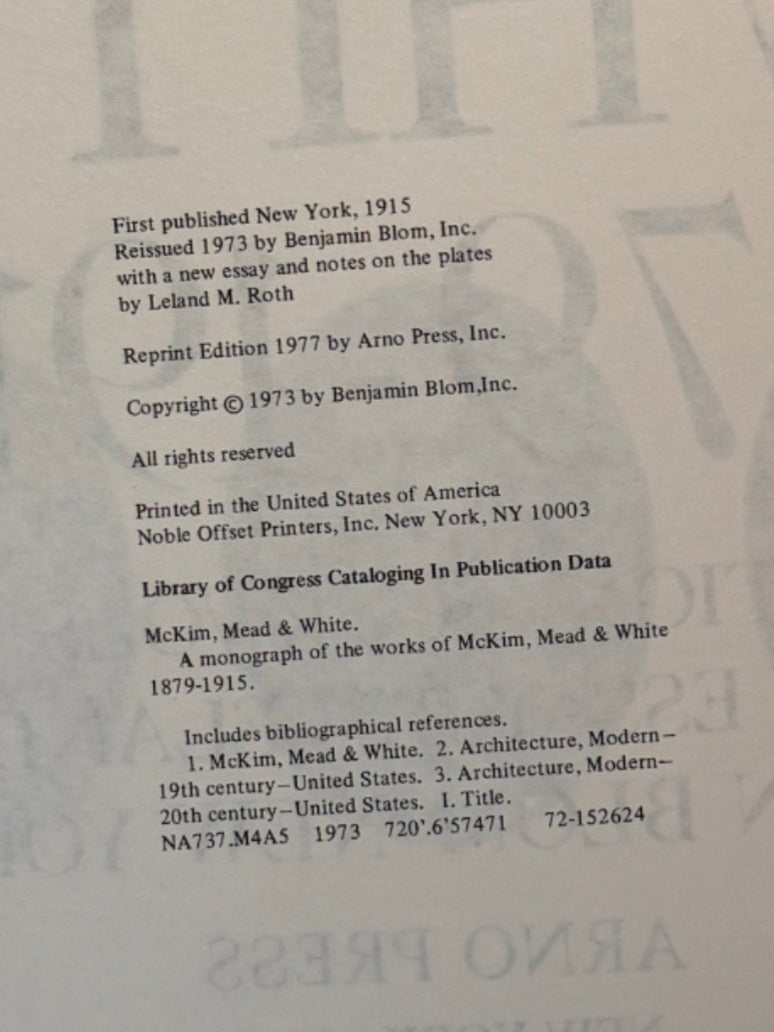 First published New York, 1915
Reissued 1973 by Benjamin Blom, Inc.
with a new essay and notes on the plates
by Leland M. Roth
Reprint Edition 1977 by Arno Press, Inc.
Copyright © 1973 by Benjamin Blom,Inc.
All rights reserved
Printed in the United States of America
Noble Offset Printers, Inc. New York, NY 10003
Library of Congress Cataloging In Publication Data
McKim, Mead & White.
A monograph of the works of McKim, Mead & White
1879-1915.
Includes bibliographical references.
1. McKim, Mead & White. 2. Architecture, Modern—
19th century—United States. 3. Architecture, Modern—
20th century—United States. I. Title.
NA737.M4A5 1973 720'.6'57471 72-152624
ARNO PRESS